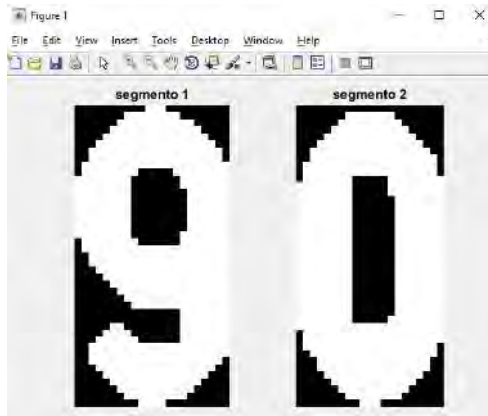 Figure 1
File Edit View Insert Tools Desktop Window Help
segmento 1 segmento 2
9 0